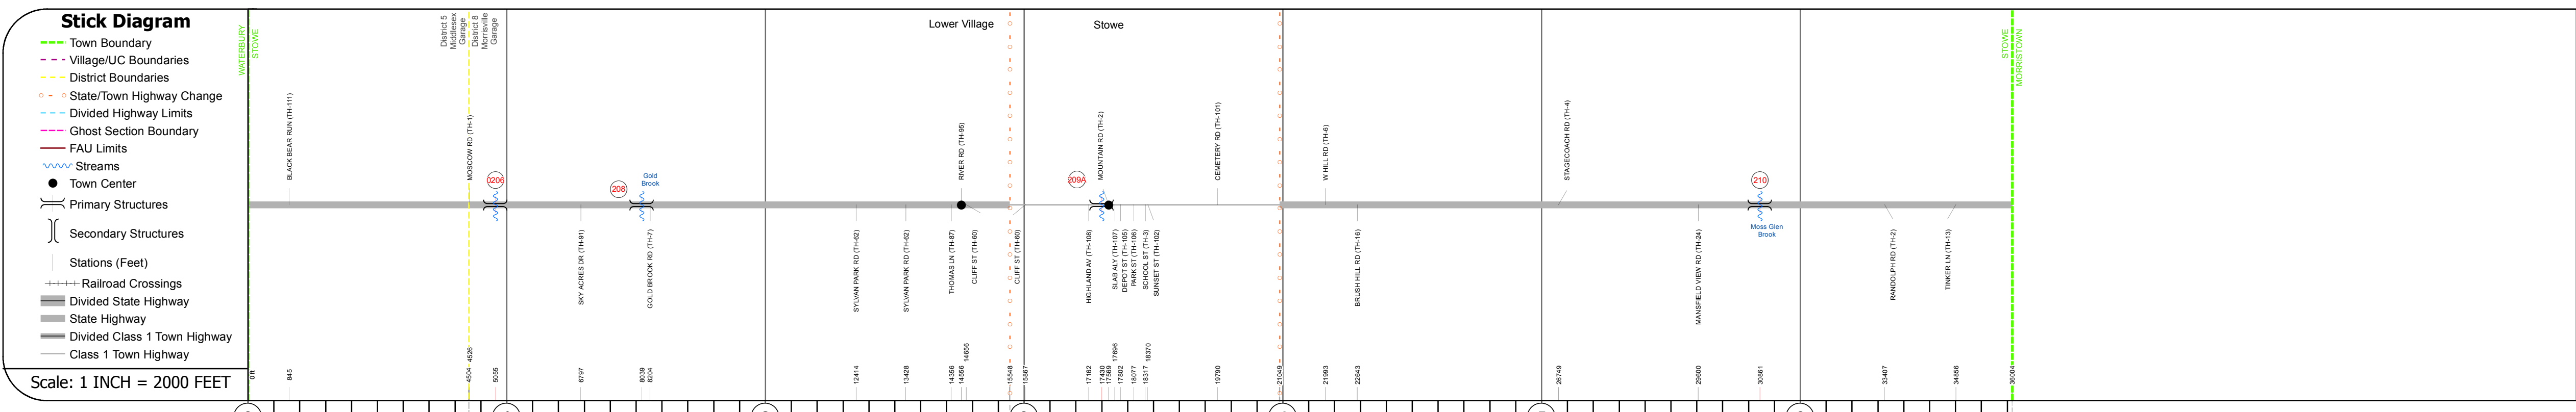 Stick Diagram
Town Boundary
Village/UC Boundaries
District Boundaries
State/Town Highway Change
Divided Highway Limits
Ghost Section Boundary
FAU Limits
Streams
Town Center
Primary Structures
Secondary Structures
Stations (Feet)
Railroad Crossings
Divided State Highway
State Highway
Divided Class 1 Town Highway
Class 1 Town Highway
Scale: 1 INCH = 2000 FEET
WATERBURY
STOWE
District 5
Middlesex
Garage
District 8
Morrisville
Garage
Lower Village
Stowe
STOWE
MORRISTOWN
BLACK BEAR RUN (TH-111)
MOSCOW RD (TH-1)
RIVER RD (TH-95)
MOUNTAIN RD (TH-2)
CEMETERY RD (TH-101)
W HILL RD (TH-6)
STAGECOACH RD (TH-4)
0206
208
Gold
Brook
209A
210
Moss Glen
Brook
SKY ACRES DR (TH-91)
GOLD BROOK RD (TH-7)
SYLVAN PARK RD (TH-62)
SYLVAN PARK RD (TH-62)
THOMAS LN (TH-87)
CLIFF ST (TH-60)
CLIFF ST (TH-60)
HIGHLAND AV (TH-108)
SLAB ALY (TH-107)
DEPOT ST (TH-105)
PARK ST (TH-106)
SCHOOL ST (TH-3)
SUNSET ST (TH-102)
BRUSH HILL RD (TH-16)
MANSFIELD VIEW RD (TH-24)
RANDOLPH RD (TH-2)
TINKER LN (TH-13)
0 ft
845
4504
4526
5055
6797
8039
8204
12414
13428
14356
14556
14656
15548
15867
17162
17430
17569
17696
17802
18077
18317
18370
19790
21049
21993
22643
26749
29600
30861
33407
34856
36004